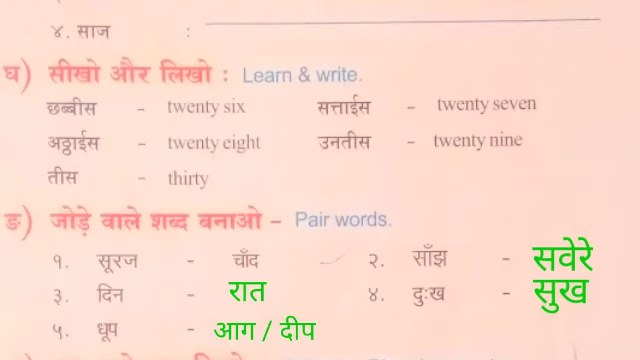 ४. साज :
घ) सीखो और लिखो : Learn & write.
छब्बीस - twenty six सत्ताईस - twenty seven
अठ्ठाईस - twenty eight उनतीस - twenty nine
तीस - thirty
ङ) जोड़े वाले शब्द बनाओ - Pair words.
१. सूरज - चाँद २. साँझ - सवेरे
३. दिन - रात ४. दुःख - सुख
५. धूप - आग / दीप